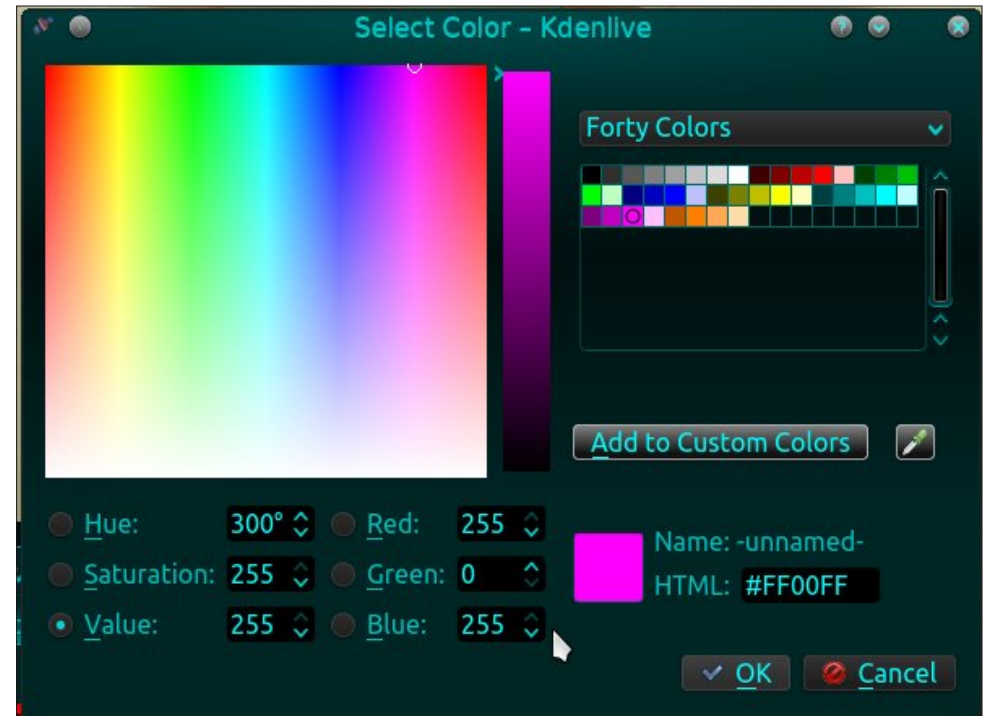 Select Color – Kdenlive
Forty Colors
Add to Custom Colors
Hue: 300° Red: 255
Saturation: 255 Green: 0
Value: 255 Blue: 255
Name: -unnamed-
HTML: #FF00FF
OK Cancel